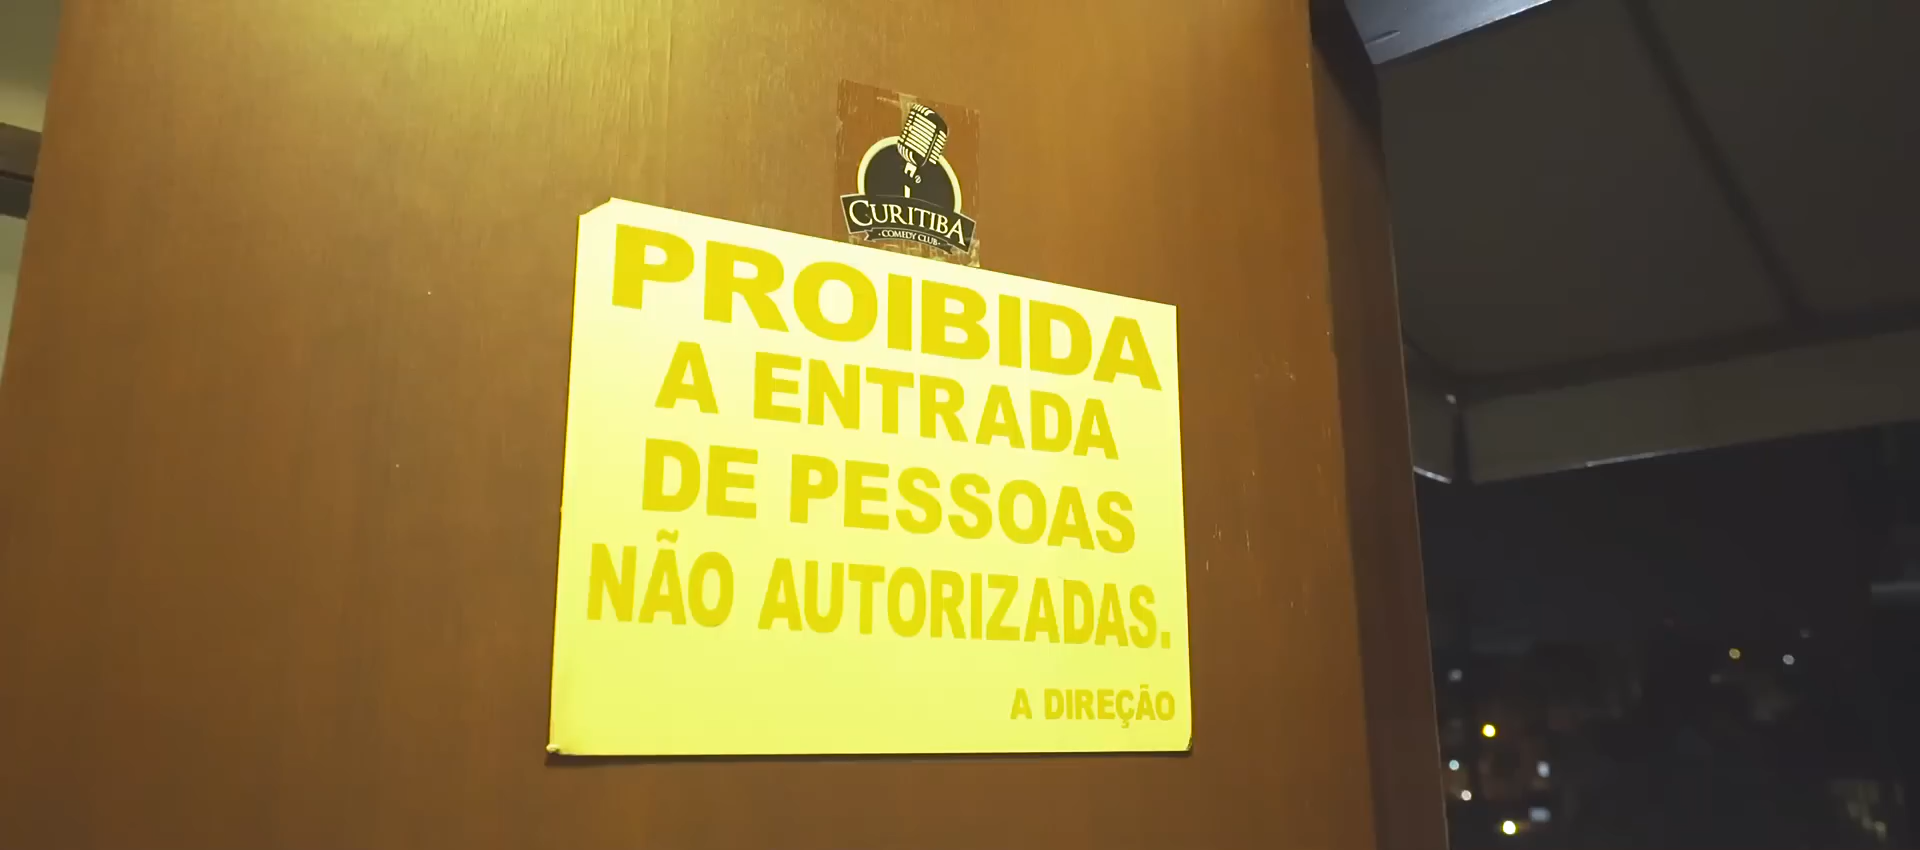 CURITIBA
COMEDY CLUB
PROIBIDA
A ENTRADA
DE PESSOAS
NÃO AUTORIZADAS.
A DIREÇÃO